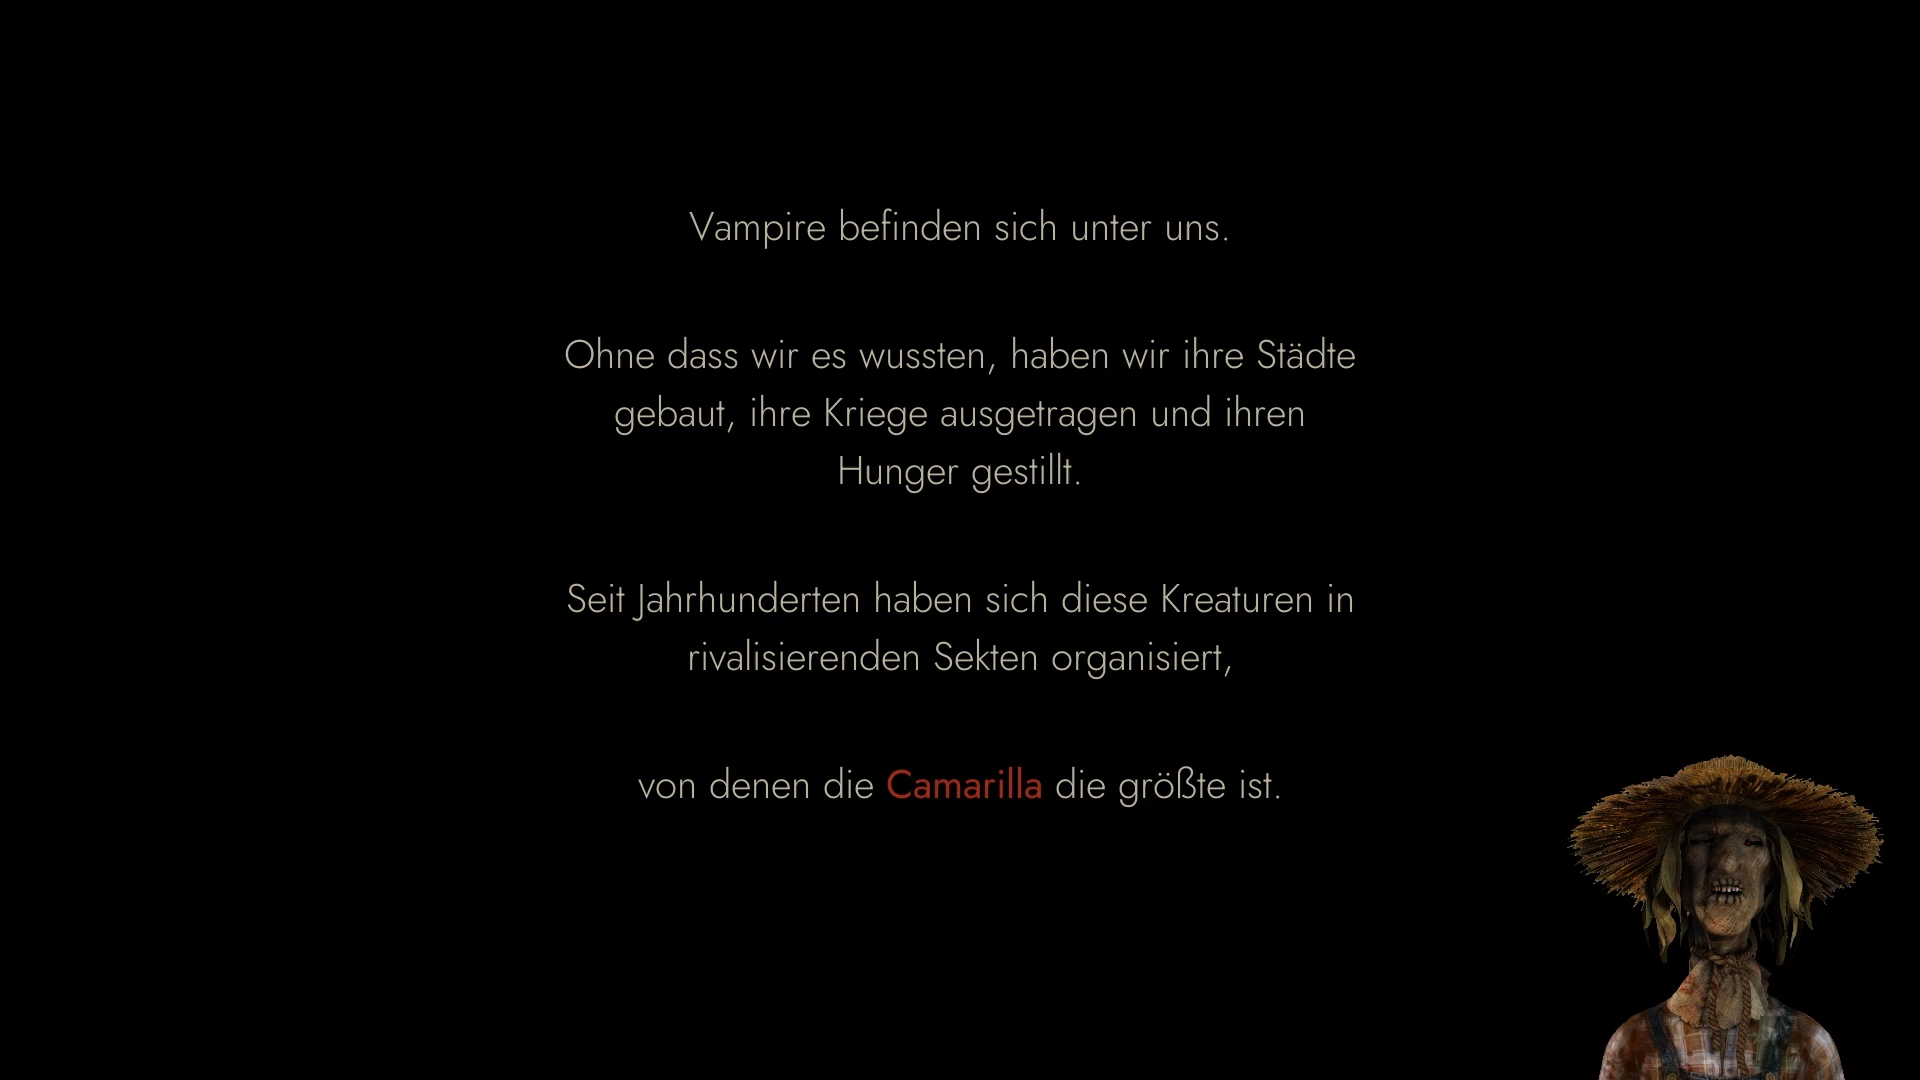 Vampire befinden sich unter uns.
Ohne dass wir es wussten, haben wir ihre Städte
gebaut, ihre Kriege ausgetragen und ihren
Hunger gestillt.
Seit Jahrhunderten haben sich diese Kreaturen in
rivalisierenden Sekten organisiert,
von denen die Camarilla die größte ist.